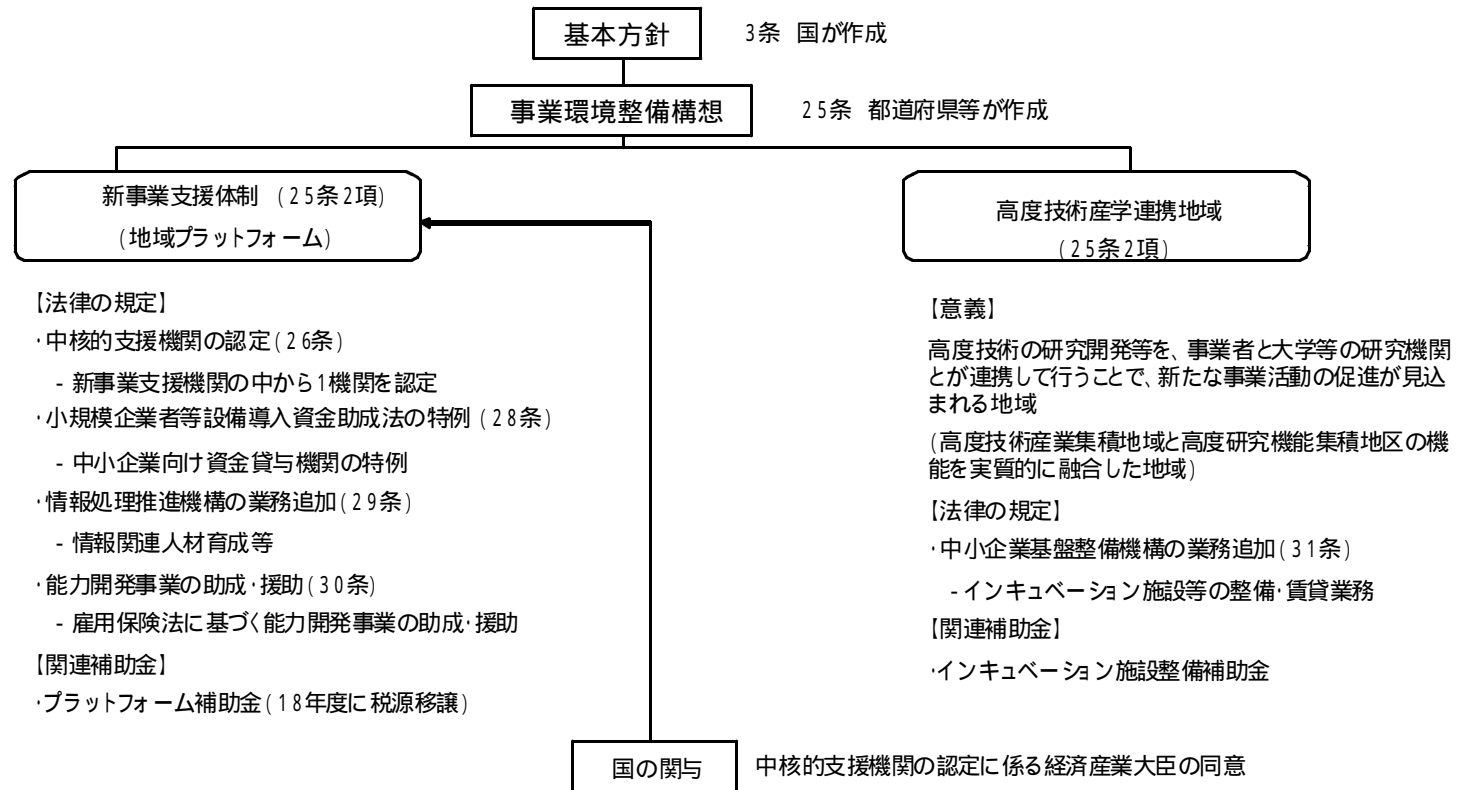 基本方針 3条 国が作成
事業環境整備構想 25条 都道府県等が作成
新事業支援体制 (25条2項)
(地域プラットフォーム)
【法律の規定】
・中核的支援機関の認定(26条)
- 新事業支援機関の中から1機関を認定
・小規模企業者等設備導入資金助成法の特例 (28条)
- 中小企業向け資金貸与機関の特例
・情報処理推進機構の業務追加(29条)
- 情報関連人材育成等
・能力開発事業の助成・援助(30条)
- 雇用保険法に基づく能力開発事業の助成・援助
【関連補助金】
・プラットフォーム補助金(18年度に税源移譲)
高度技術産学連携地域
(25条2項)
【意義】
高度技術の研究開発等を、事業者と大学等の研究機関
とが連携して行うことで、新たな事業活動の促進が見込
まれる地域
(高度技術産業集積地域と高度研究機能集積地区の機
能を実質的に融合した地域)
【法律の規定】
・中小企業基盤整備機構の業務追加(31条)
- インキュベーション施設等の整備・賃貸業務
【関連補助金】
・インキュベーション施設整備補助金
国の関与 中核的支援機関の認定に係る経済産業大臣の同意